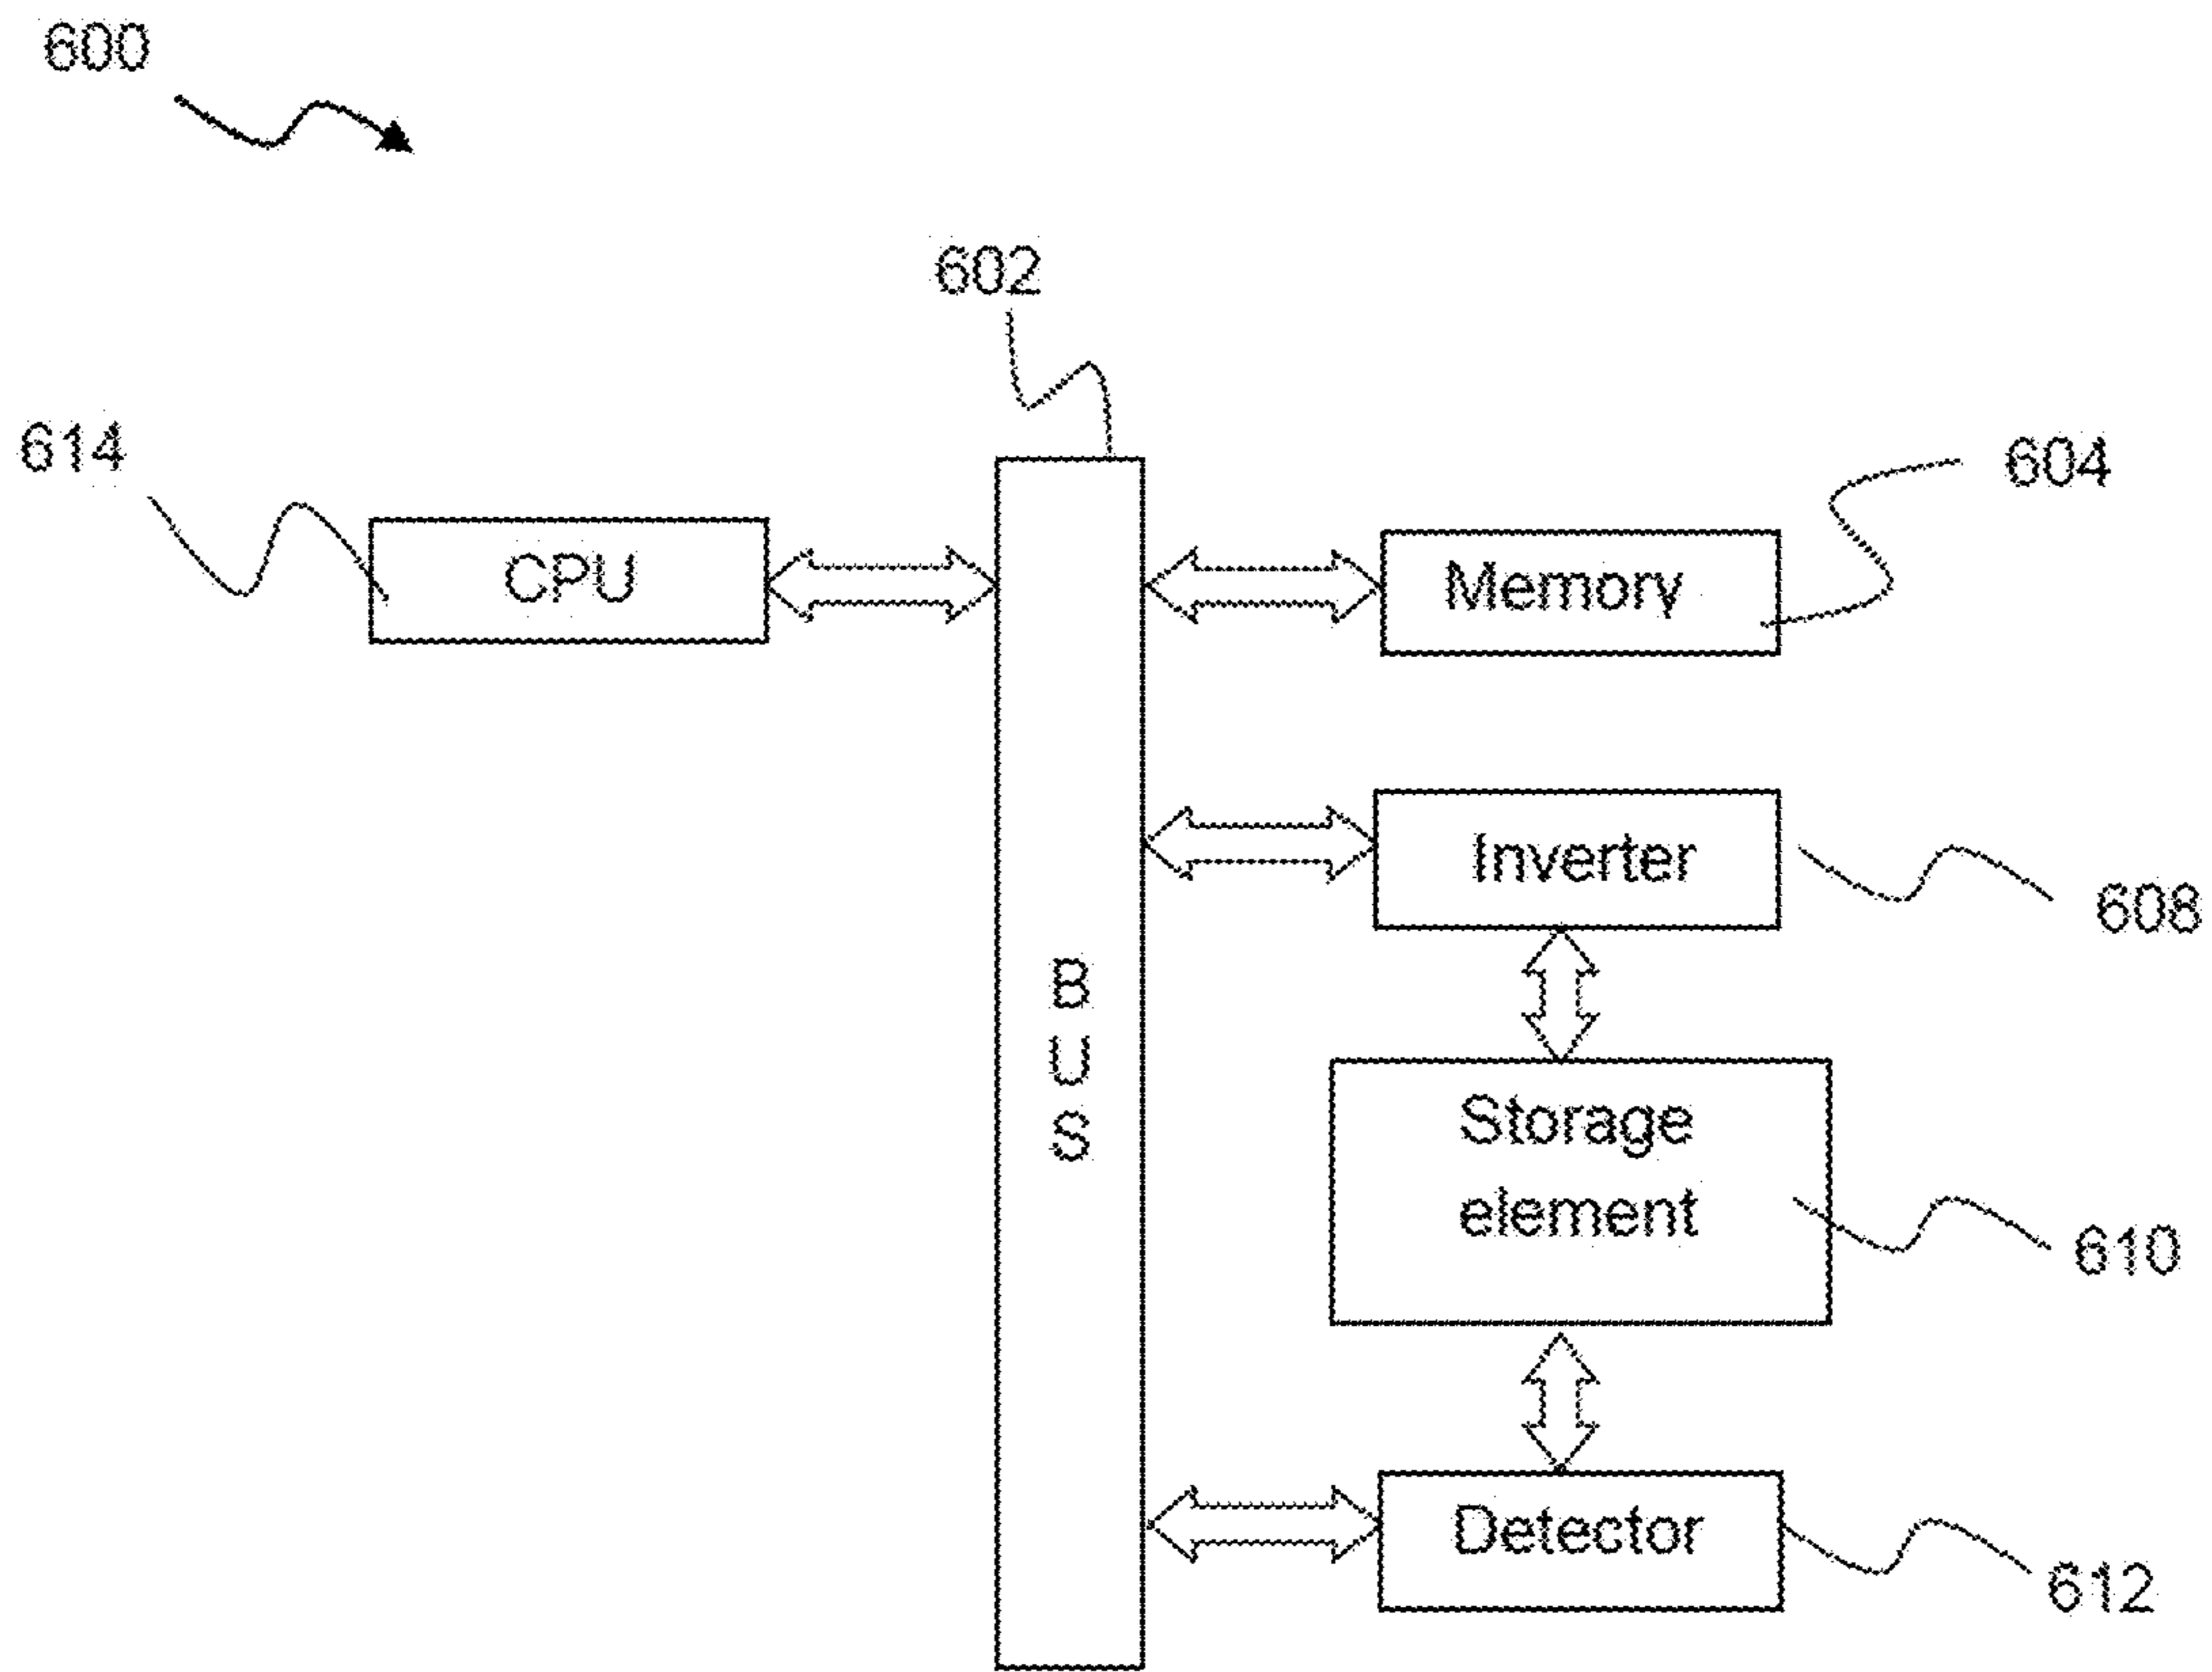 600
602
614
604
CPU
Memory
Inverter
608
B
U
S
Storage
element
610
Detector
612